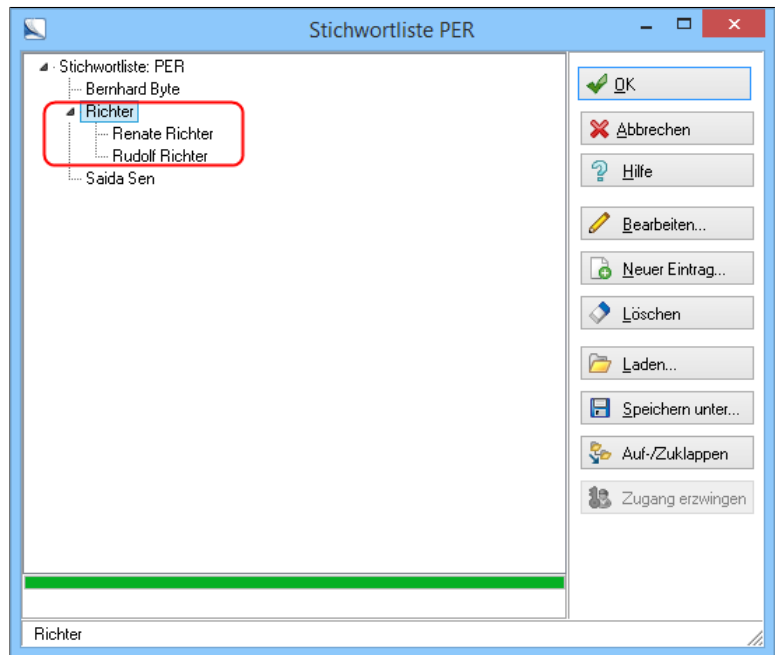 Stichwortliste PER
Stichwortliste: PER
Bernhard Byte
Richter
Renate Richter
Rudolf Richter
Saida Sen
OK
Abbrechen
Hilfe
Bearbeiten...
Neuer Eintrag...
Löschen
Laden...
Speichern unter...
Auf-/Zuklappen
Zugang erzwingen
Richter